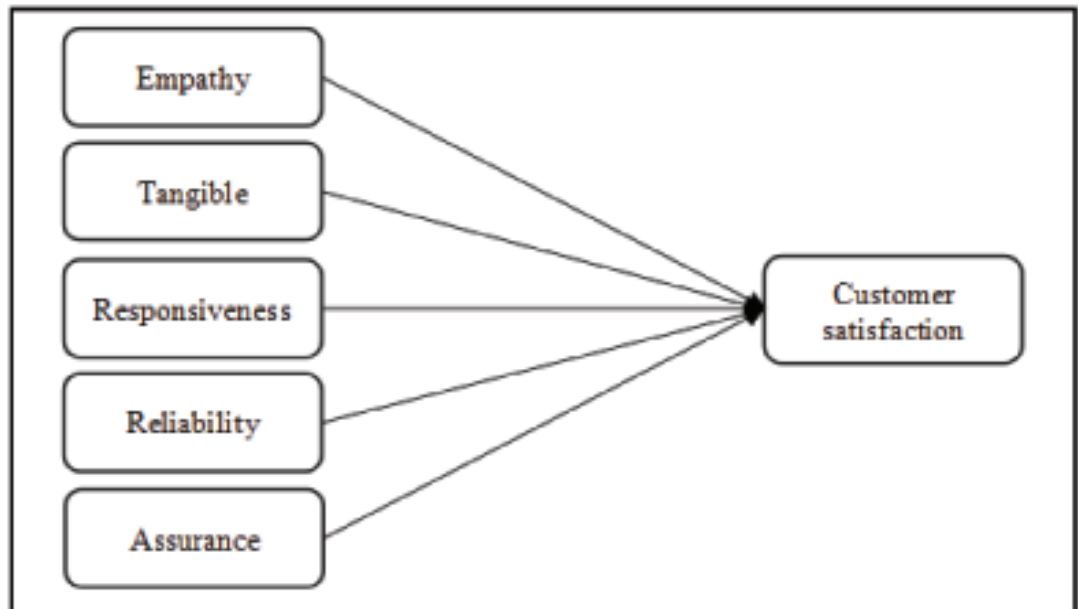 Empathy
Tangible
Responsiveness
Reliability
Assurance
Customer
satisfaction